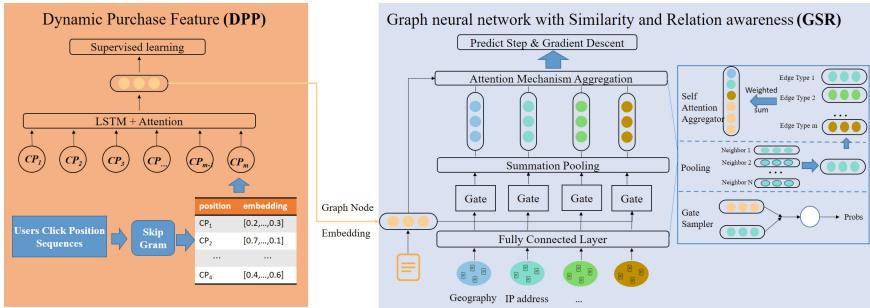 Dynamic Purchase Feature (DPP)
Supervised learning
LSTM + Attention
CP1
CP2
CP3
CP...
CPm-1
CPm
Users Click Position
Sequences
Skip
Gram
position embedding
CP1 [0.2,...,0.3]
CP2 [0.7,...,0.1]
... ...
CP4 [0.4,...,0.6]
Graph Node
Embedding
Graph neural network with Similarity and Relation awareness (GSR)
Predict Step & Gradient Descent
Attention Mechanism Aggregation
Summation Pooling
Gate
Gate
Gate
Gate
Fully Connected Layer
Geography
IP address
...
Self
Attention
Aggregator
Weighted
sum
Edge Type 1
Edge Type 2
...
Edge Type m
Pooling
Neighbor 1
Neighbor 2
...
Neighbor N
Gate
Sampler
Probs